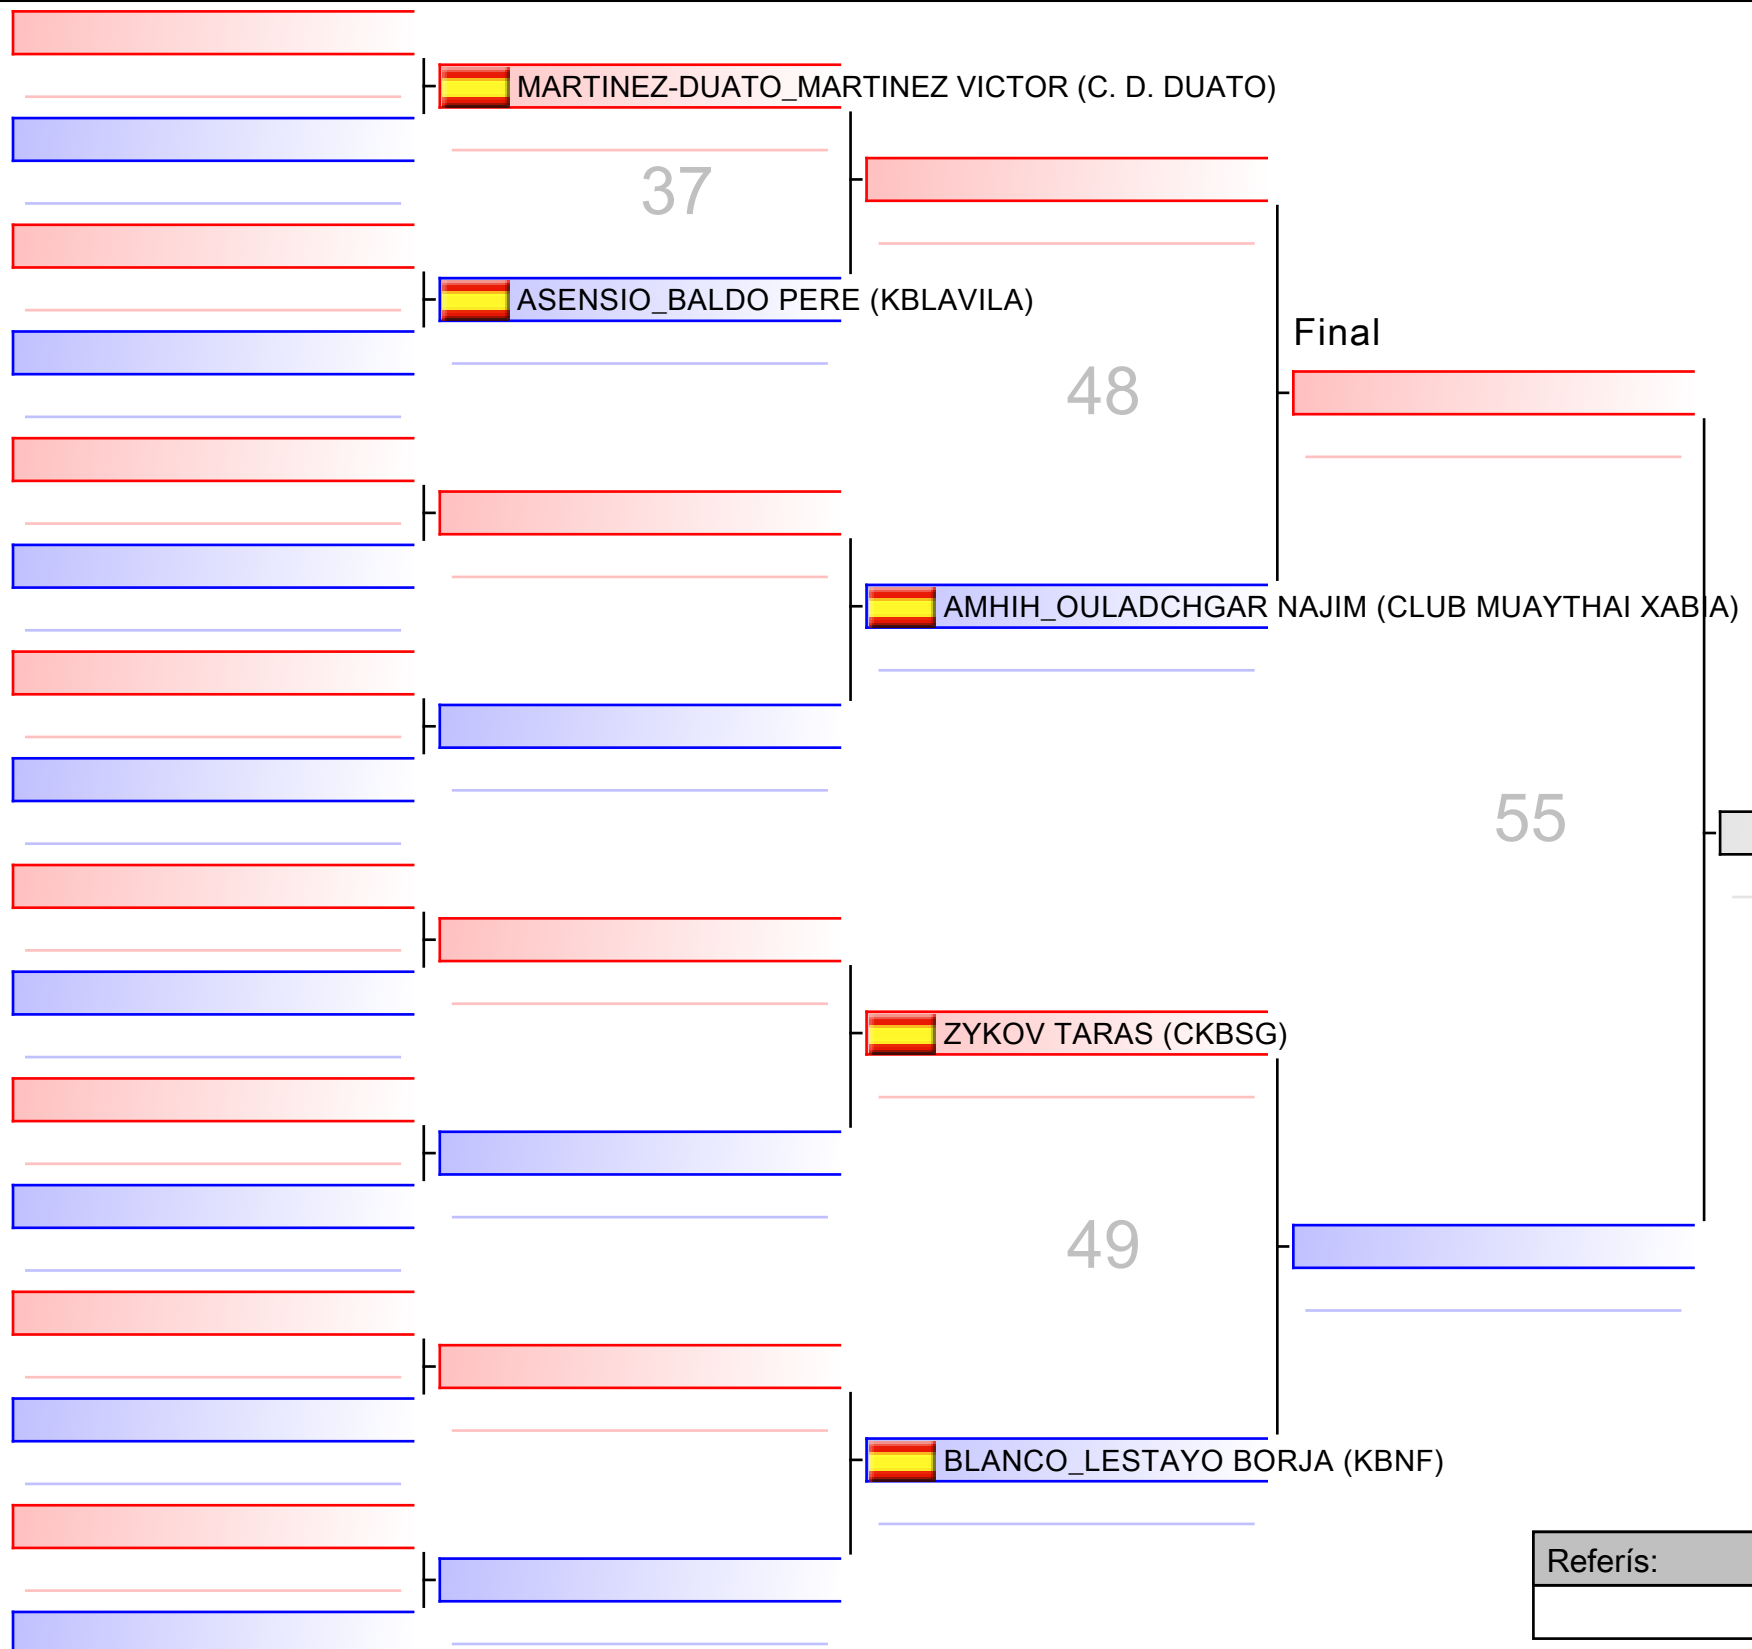 MARTINEZ-DUATO_MARTINEZ VICTOR (C. D. DUATO)
37
ASENSIO_BALDO PERE (KBLAVILA)
Final
48
AMHIH_OULADCHGAR NAJIM (CLUB MUAYTHAI XABIA)
55
ZYKOV TARAS (CKBSG)
49
BLANCO_LESTAYO BORJA (KBNF)
Referís: